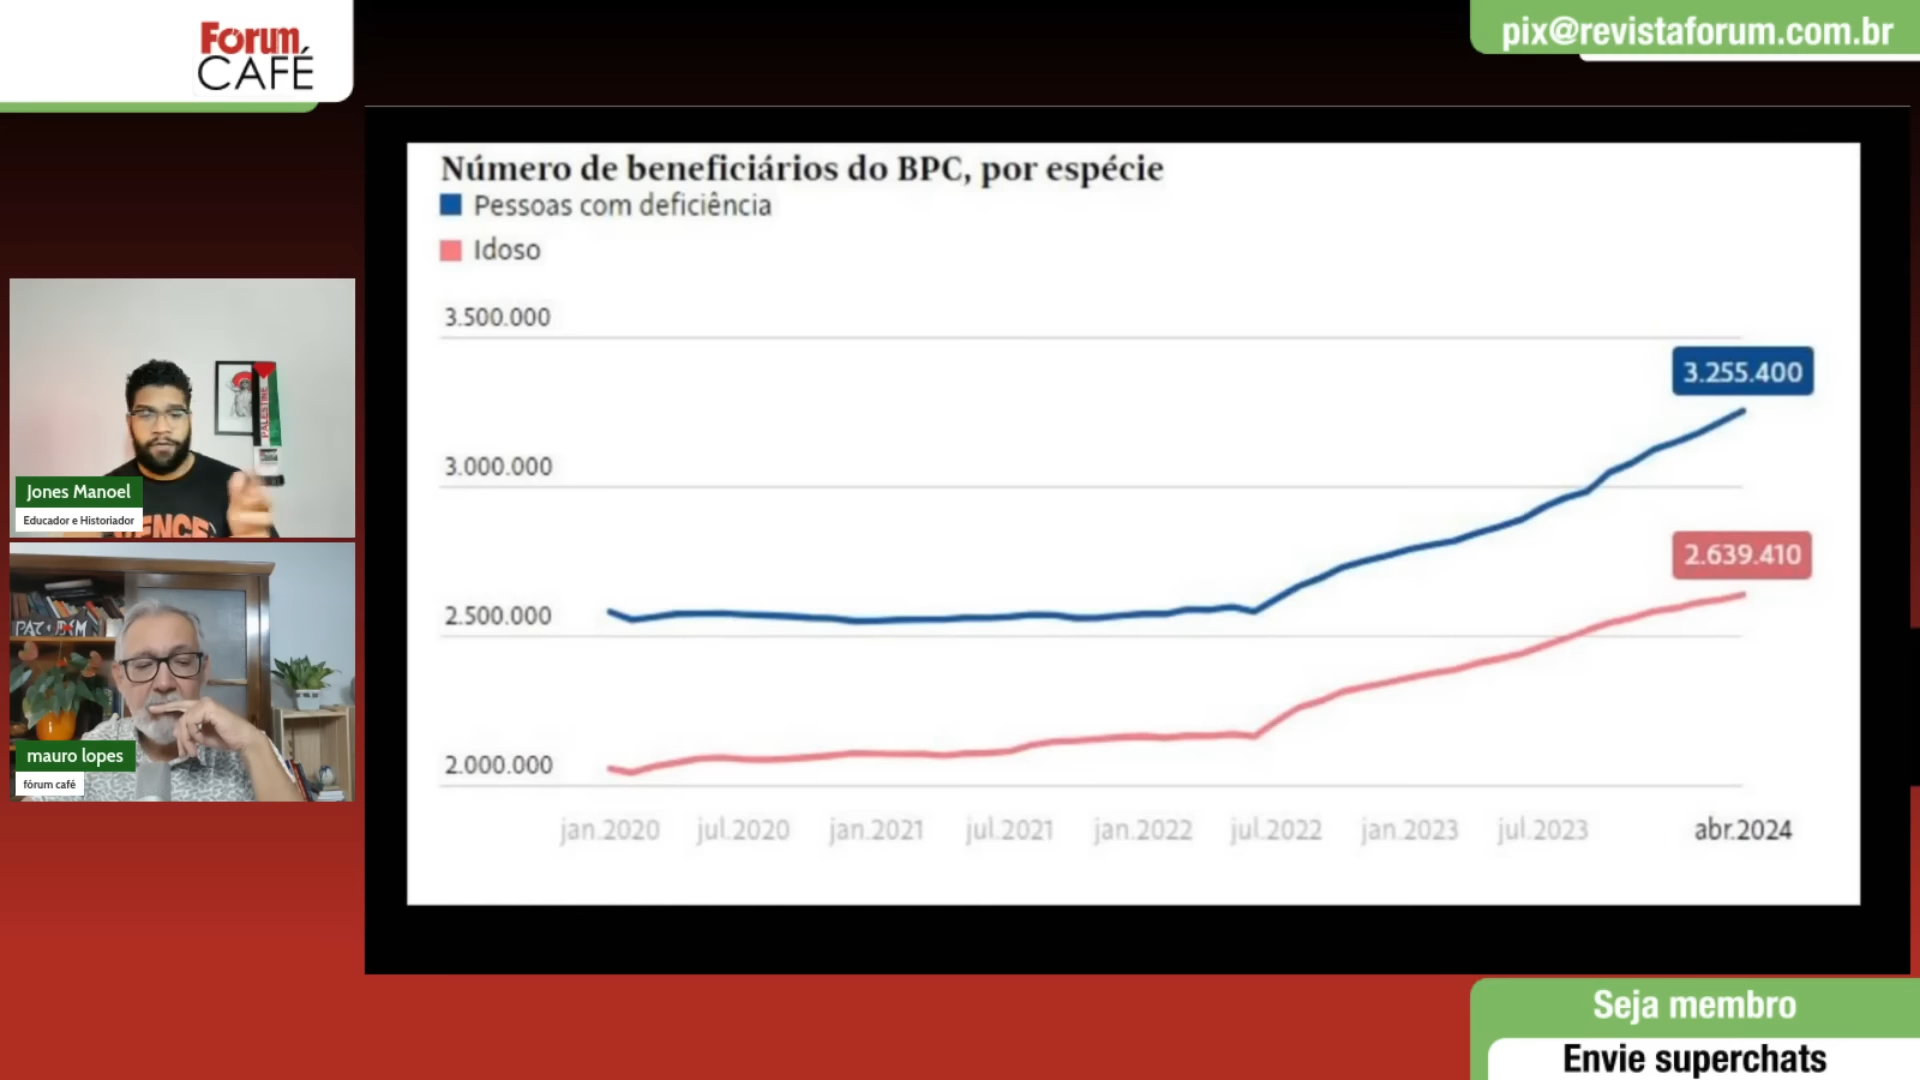 Fórum
CAFÉ
pix@revistaforum.com.br
Número de beneficiários do BPC, por espécie
Pessoas com deficiência
Idoso
3.500.000
3.255.400
3.000.000
2.639.410
2.500.000
2.000.000
jan.2020 jul.2020 jan.2021 jul.2021 jan.2022 jul.2022 jan.2023 jul.2023 abr.2024
PALESTINE
Jones Manoel
Educador e Historiador
mauro lopes
fórum café
Seja membro
Envie superchats